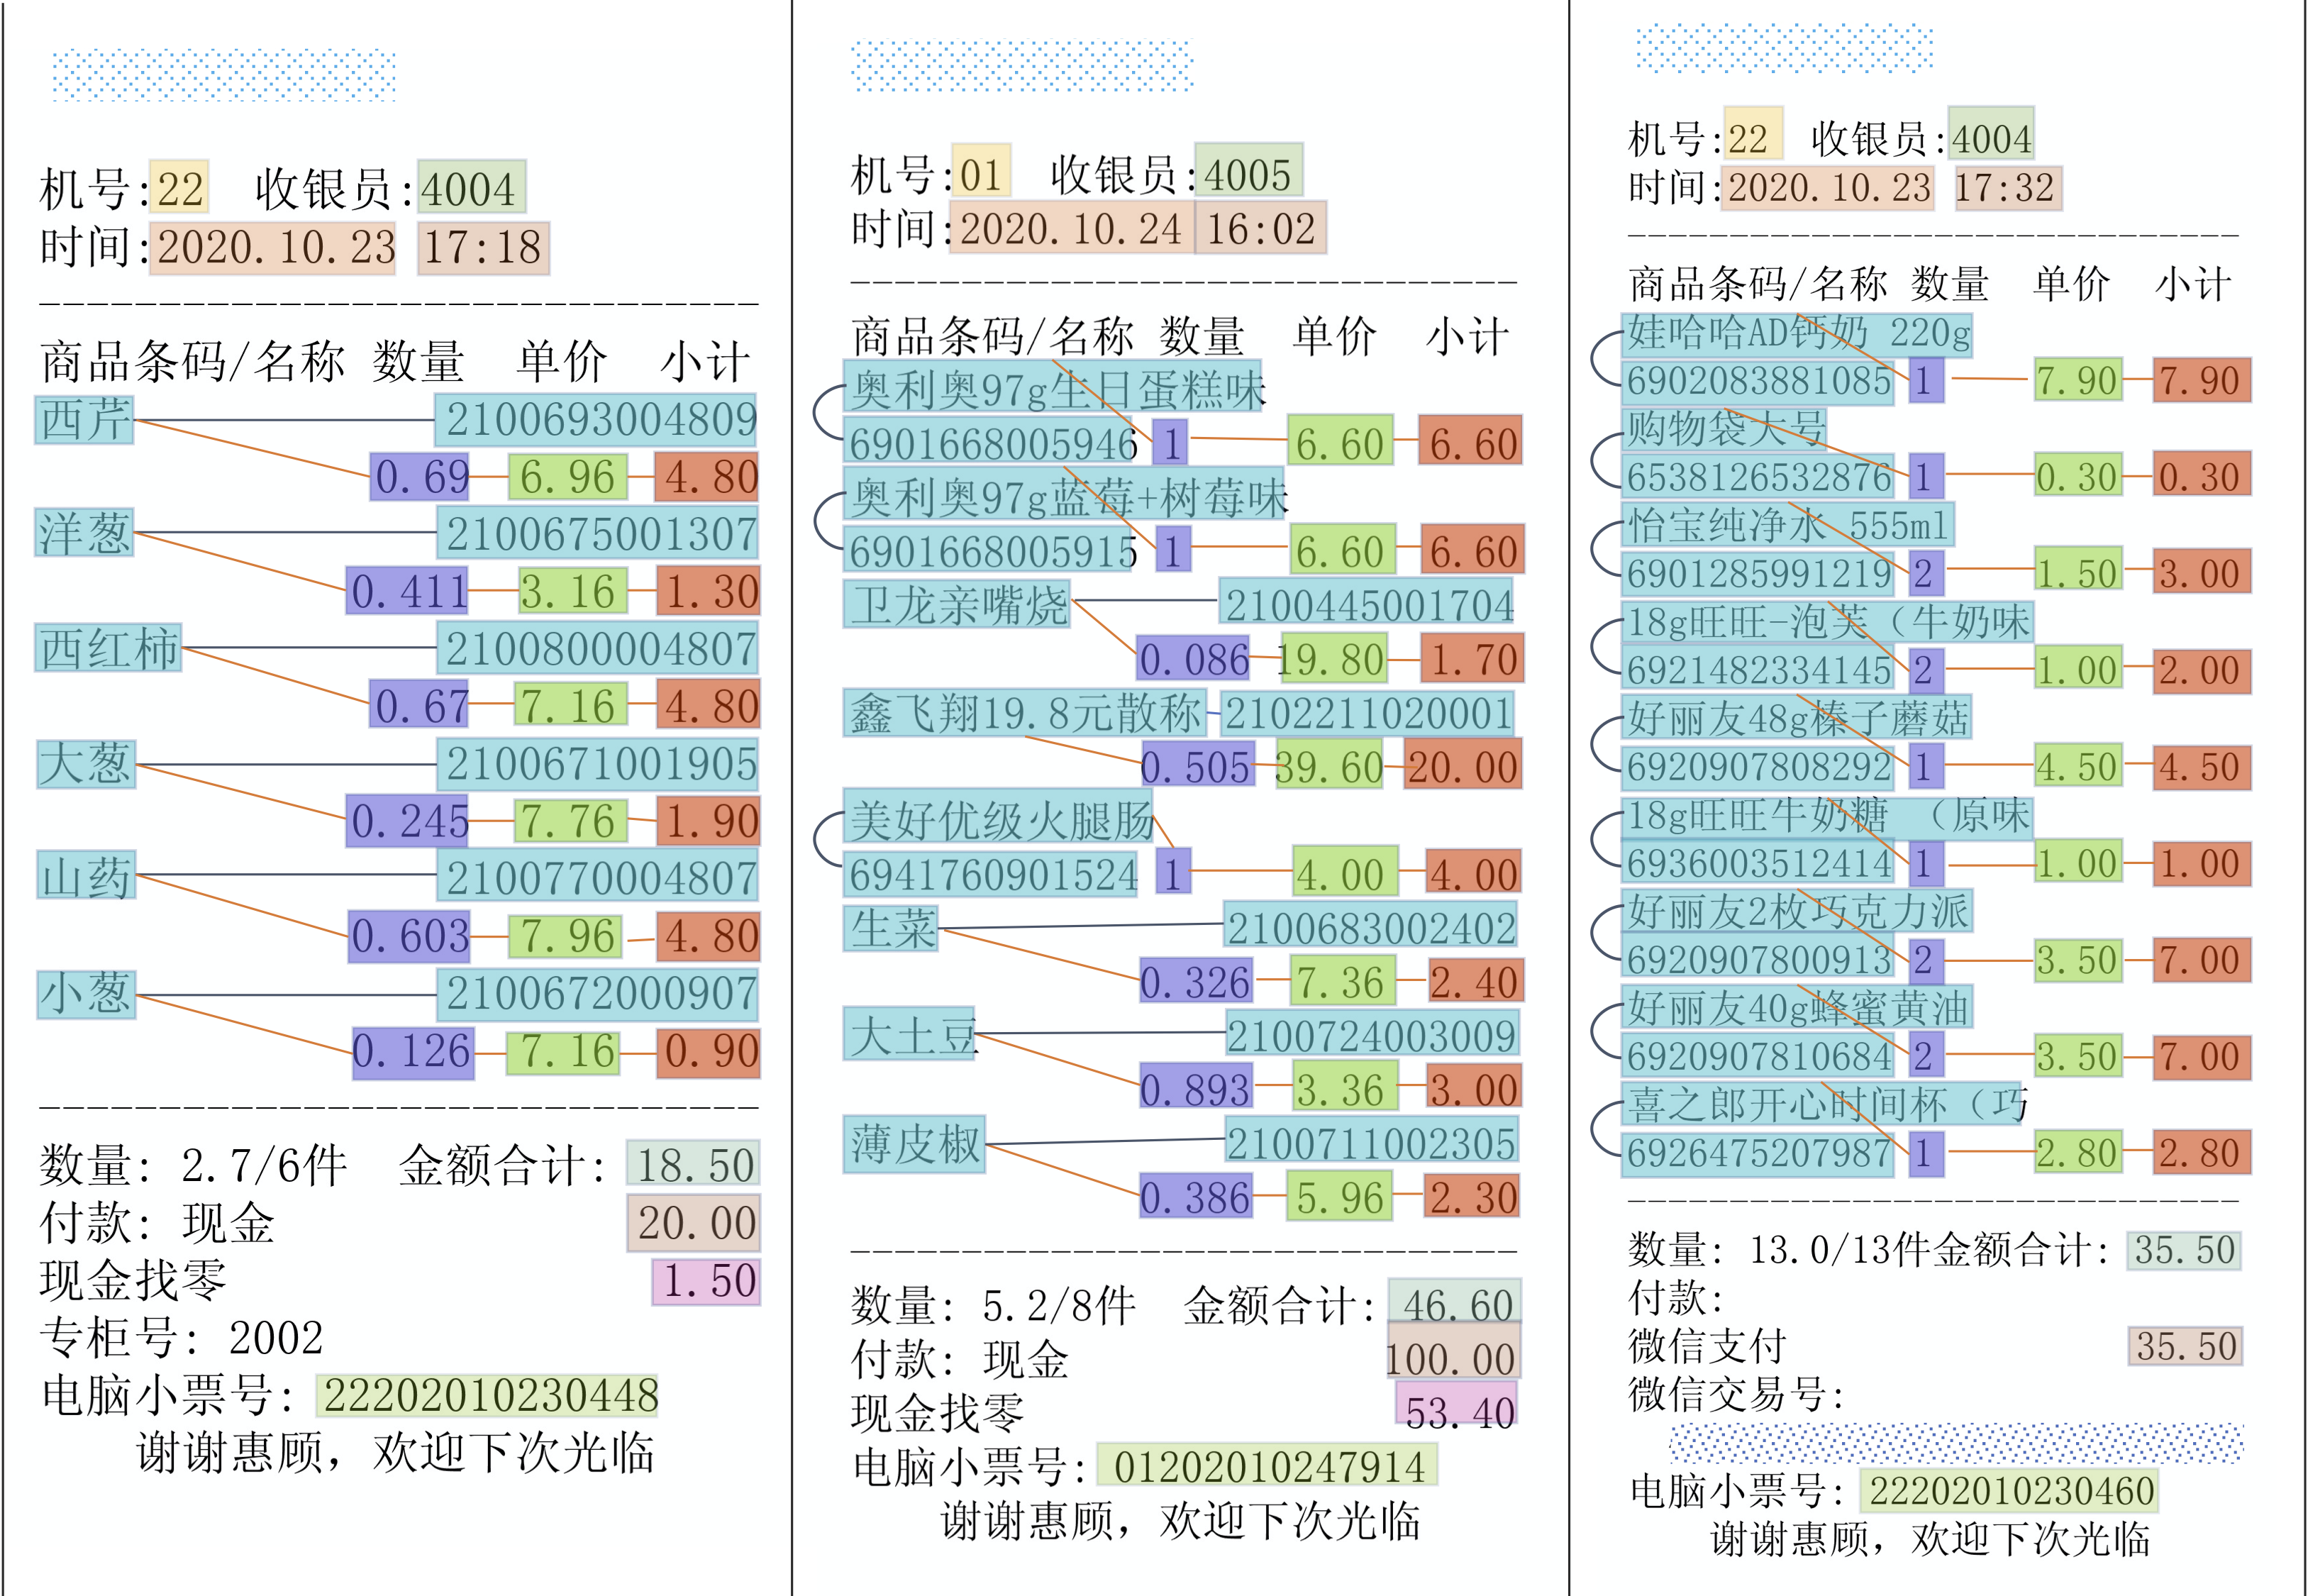 机号:22 收银员:4004
时间:2020.10.23 17:18
商品条码/名称 数量 单价 小计
西芹 2100693004809
0.69 6.96 4.80
洋葱 2100675001307
0.411 3.16 1.30
西红柿 2100800004807
0.67 7.16 4.80
大葱 2100671001905
0.245 7.76 1.90
山药 2100770004807
0.603 7.96 4.80
小葱 2100672000907
0.126 7.16 0.90
数量: 2.7/6件 金额合计: 18.50
付款: 现金 20.00
现金找零 1.50
专柜号: 2002
电脑小票号: 22202010230448
谢谢惠顾, 欢迎下次光临
机号:01 收银员:4005
时间:2020.10.24 16:02
商品条码/名称 数量 单价 小计
奥利奥97g生日蛋糕味
6901668005946 1 6.60 6.60
奥利奥97g蓝莓+树莓味
6901668005915 1 6.60 6.60
卫龙亲嘴烧 2100445001704
0.086 19.80 1.70
鑫飞翔19.8元散称 2102211020001
0.505 39.60 20.00
美好优级火腿肠
6941760901524 1 4.00 4.00
生菜 2100683002402
0.326 7.36 2.40
大土豆 2100724003009
0.893 3.36 3.00
薄皮椒 2100711002305
0.386 5.96 2.30
数量: 5.2/8件 金额合计: 46.60
付款: 现金 100.00
现金找零 53.40
电脑小票号: 01202010247914
谢谢惠顾, 欢迎下次光临
机号:22 收银员:4004
时间:2020.10.23 17:32
商品条码/名称 数量 单价 小计
娃哈哈AD钙奶 220g
6902083881085 1 7.90 7.90
购物袋大号
6538126532876 1 0.30 0.30
怡宝纯净水 555ml
6901285991219 2 1.50 3.00
18g旺旺-泡芙（牛奶味
6921482334145 2 1.00 2.00
好丽友48g榛子蘑菇
6920907808292 1 4.50 4.50
18g旺旺牛奶糖 （原味
6936003512414 1 1.00 1.00
好丽友2枚巧克力派
6920907800913 2 3.50 7.00
好丽友40g蜂蜜黄油
6920907810684 2 3.50 7.00
喜之郎开心时间杯（巧
6926475207987 1 2.80 2.80
数量: 13.0/13件金额合计: 35.50
付款:
微信支付 35.50
微信交易号:
电脑小票号: 22202010230460
谢谢惠顾, 欢迎下次光临